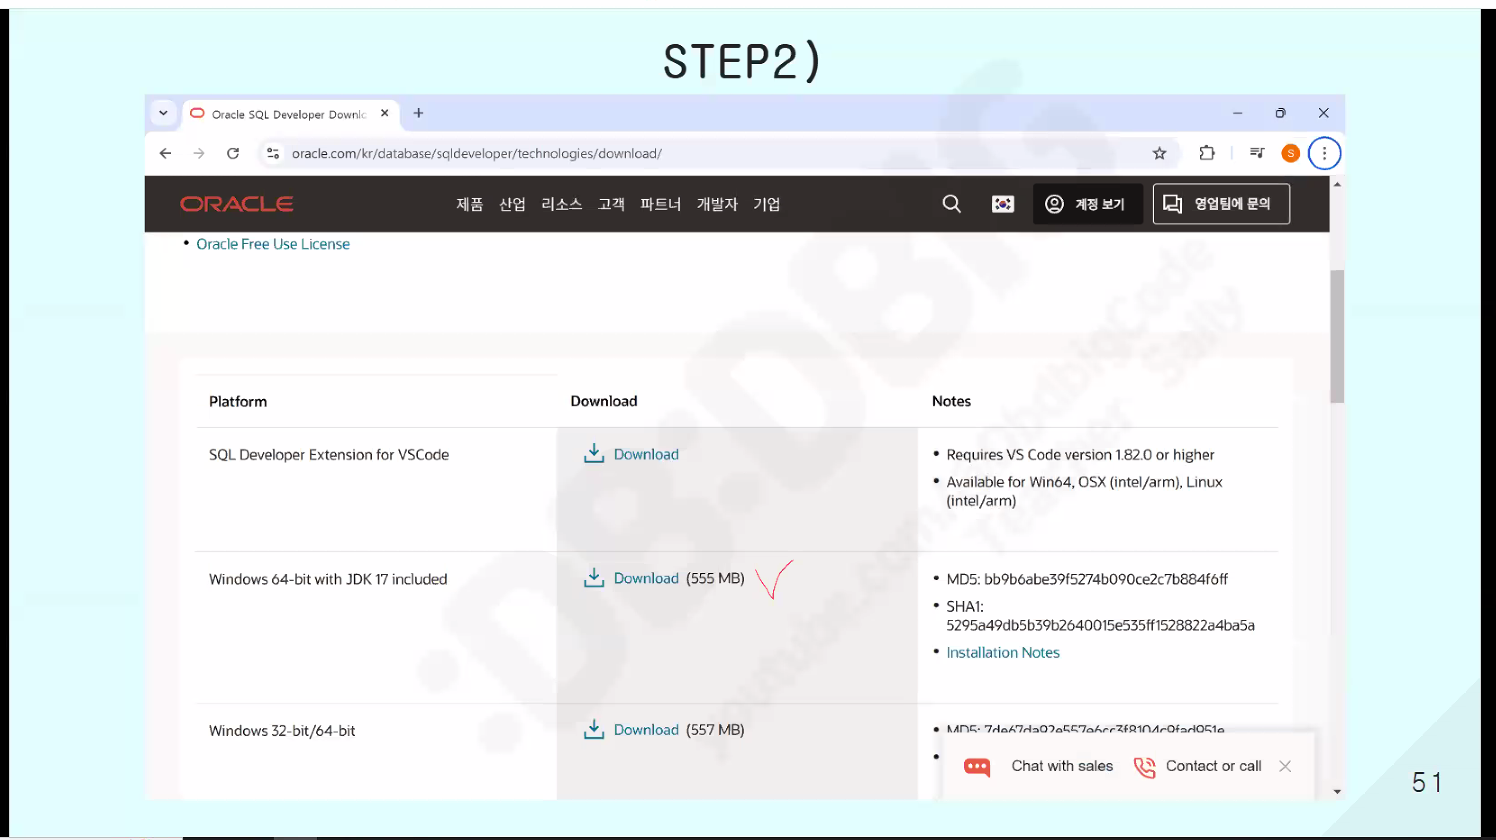 STEP2)
Oracle SQL Developer Downlc
oracle.com/kr/database/sqldeveloper/technologies/download/
S
ORACLE
제품 산업 리소스 고객 파트너 개발자 기업
계정 보기
영업팀에 문의
• Oracle Free Use License
Platform Download Notes
SQL Developer Extension for VSCode
Download
• Requires VS Code version 1.82.0 or higher
• Available for Win64, OSX (intel/arm), Linux
(intel/arm)
Windows 64-bit with JDK 17 included
Download (555 MB)
• MD5: bb9b6abe39f5274b090ce2c7b884f6ff
• SHA1:
5295a49db5b39b2640015e535ff1528822a4ba5a
• Installation Notes
Windows 32-bit/64-bit
Download (557 MB)
• MD5: 7de67da92e557e6cc3f8104c9fad951e
Chat with sales
Contact or call
51